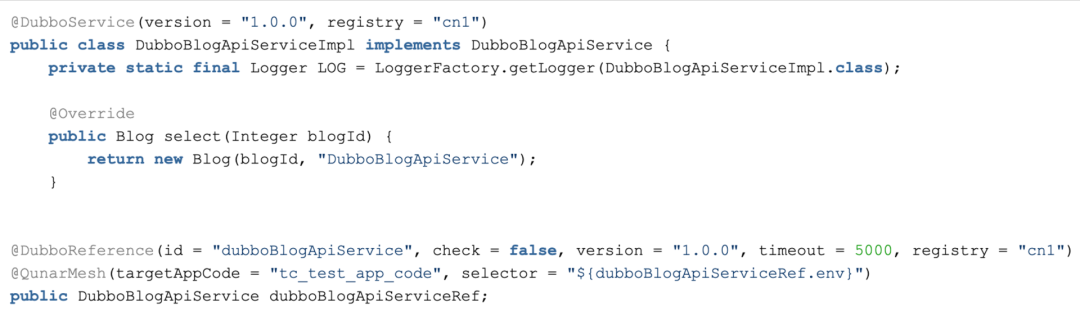 @DubboService(version = "1.0.0", registry = "cn1")
public class DubboBlogApiServiceImpl implements DubboBlogApiService {
    private static final Logger LOG = LoggerFactory.getLogger(DubboBlogApiServiceImpl.class);
    @Override
    public Blog select(Integer blogId) {
        return new Blog(blogId, "DubboBlogApiService");
    }
@DubboReference(id = "dubboBlogApiService", check = false, version = "1.0.0", timeout = 5000, registry = "cn1")
@QunarMesh(targetAppCode = "tc_test_app_code", selector = "${dubboBlogApiServiceRef.env}")
public DubboBlogApiService dubboBlogApiServiceRef;